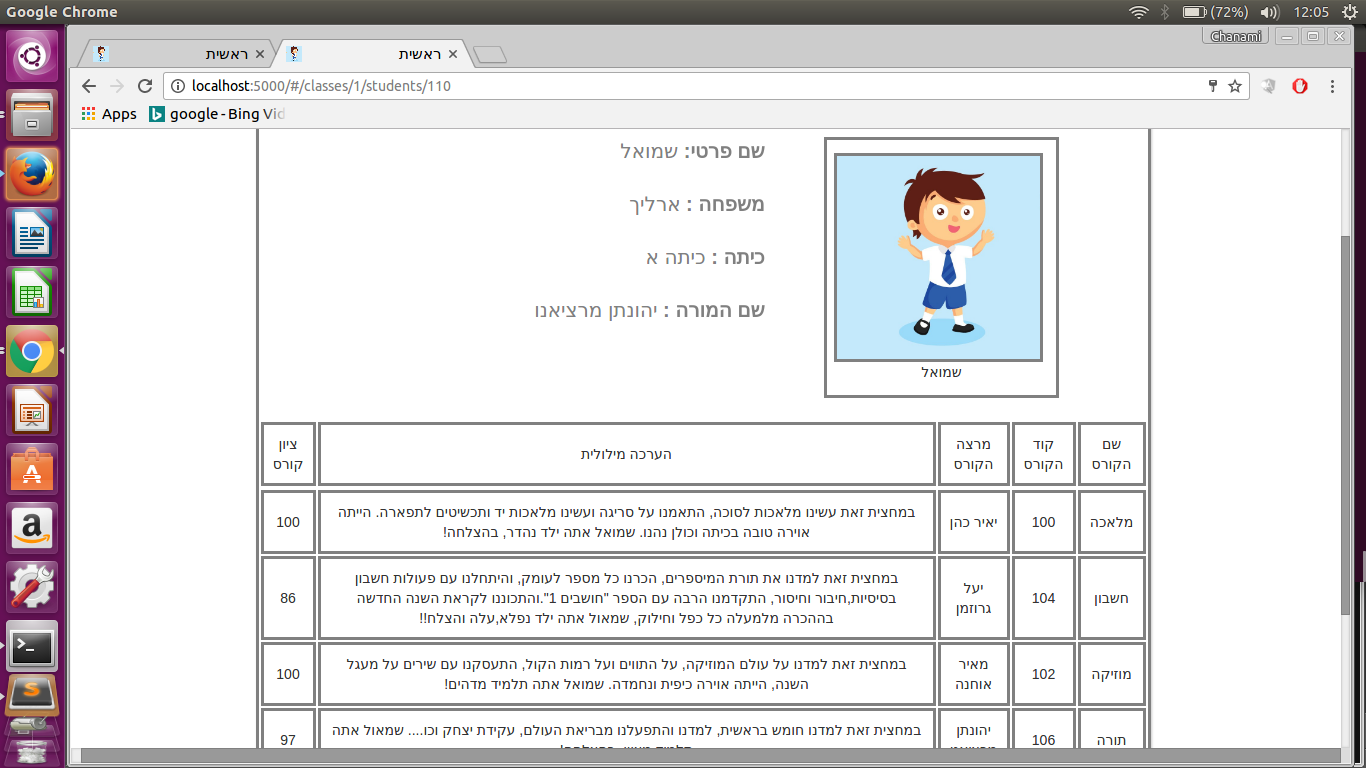 Google Chrome
(72%)
12:05
Chanami
ראשית
ראשית
localhost:5000/#/classes/1/students/110
Apps
google - Bing Vid
שם פרטי: שמואל
משפחה : ארליך
כיתה : כיתה א
שם המורה : יהונתן מרציאנו
שמואל
שם הקורס
קוד הקורס
מרצה הקורס
הערכה מילולית
ציון קורס
מלאכה
100
יאיר כהן
במחצית זאת עשינו מלאכות לסוכה, התאמנו על סריגה ועשינו מלאכות יד ותכשיטים לתפארה. הייתה
אוירה טובה בכיתה וכולן נהנו. שמואל אתה ילד נהדר, בהצלחה!
100
חשבון
104
יעל
גרוזמן
במחצית זאת למדנו את תורת המיספרים, הכרנו כל מספר לעומק, והיתחלנו עם פעולות חשבון
בסיסיות,חיבור וחיסור, התקדמנו הרבה עם הספר "חושבים 1".והתכוננו לקראת השנה החדשה
בההכרה מלמעלה כל כפל וחילוק, שמאול אתה ילד נפלא,עלה והצלח!!
86
מוזיקה
102
מאיר
אוחנה
במחצית זאת למדנו על עולם המוזיקה, על התווים ועל רמות הקול, התעסקנו עם שירים על מעגל
השנה, הייתה אוירה כיפית ונחמדה. שמואל אתה תלמיד מדהים!
100
תורה
106
יהונתן
במחצית זאת למדנו חומש בראשית, למדנו והתפעלנו מבריאת העולם, עקידת יצחק וכו.... שמאול אתה
97